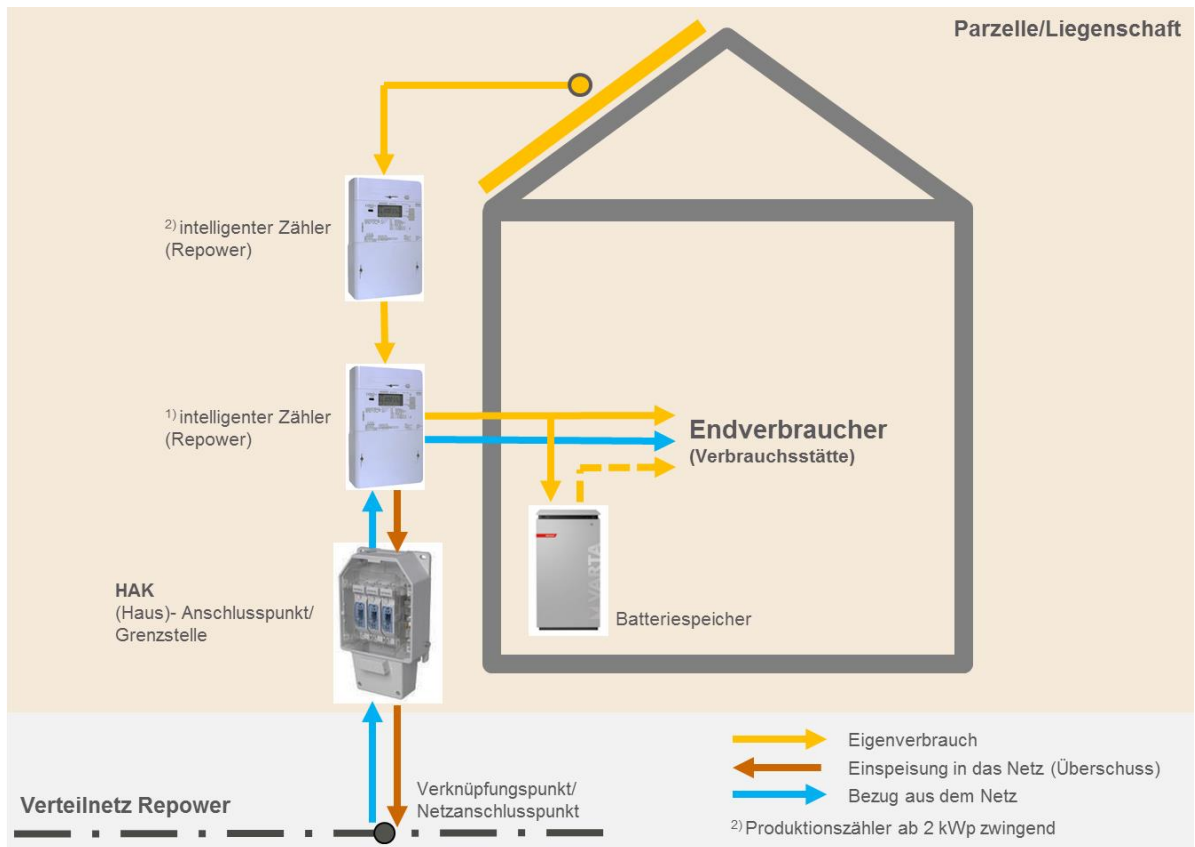 Parzelle/Liegenschaft
2) intelligenter Zähler
(Repower)
1) intelligenter Zähler
(Repower)
Endverbraucher
(Verbrauchsstätte)
VARTA
HAK
(Haus)- Anschlusspunkt/
Grenzstelle
Batteriespeicher
Eigenverbrauch
Einspeisung in das Netz (Überschuss)
Bezug aus dem Netz
2) Produktionszähler ab 2 kWp zwingend
Verknüpfungspunkt/
Netzanschlusspunkt
Verteilnetz Repower